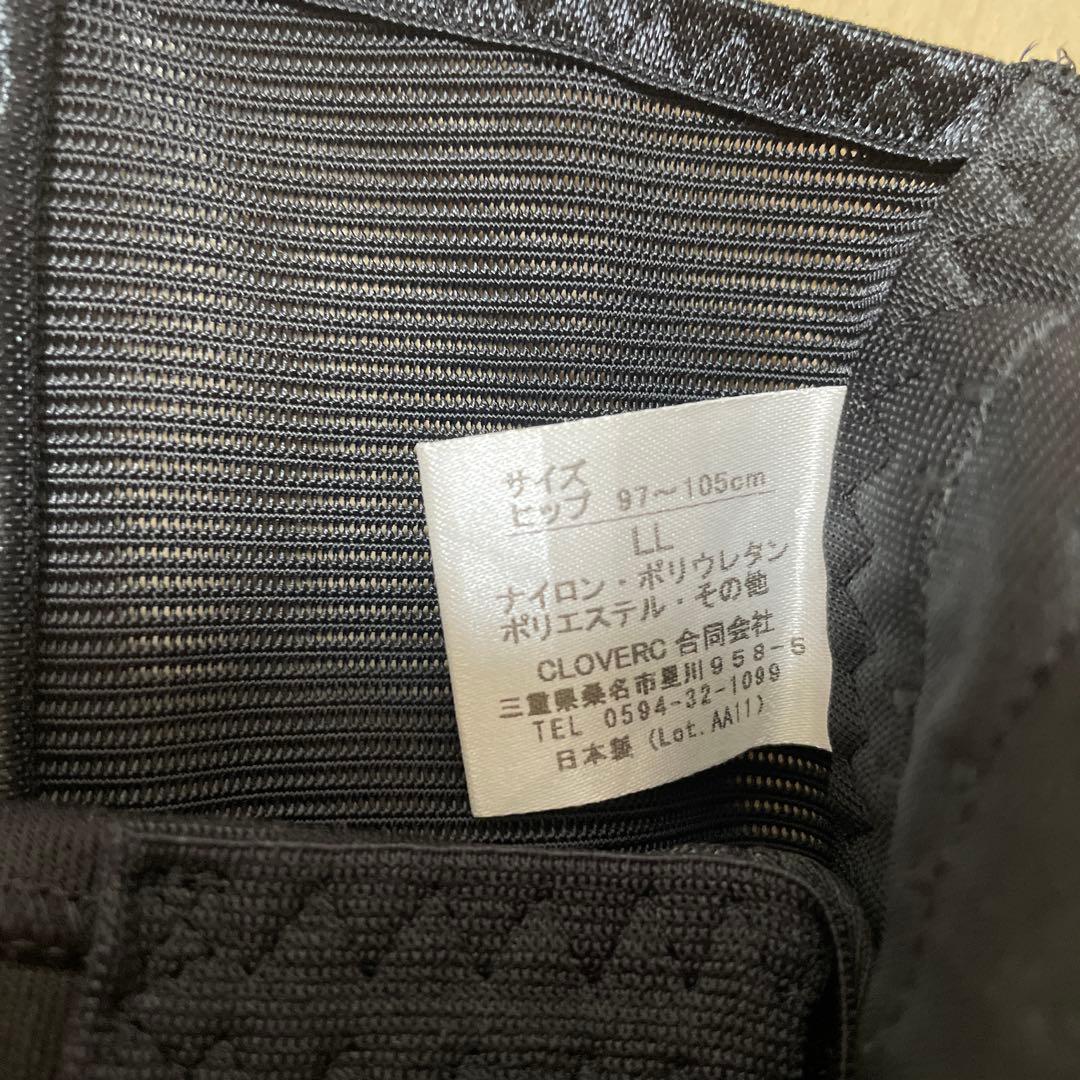 サイズ
ヒップ 97～105cm
LL
ナイロン・ポリウレタン
ポリエステル・その他
CLOVERC 合同会社
三重県桑名市星川958-5
TEL 0594-32-1099
日本製 (Lot.AA11)